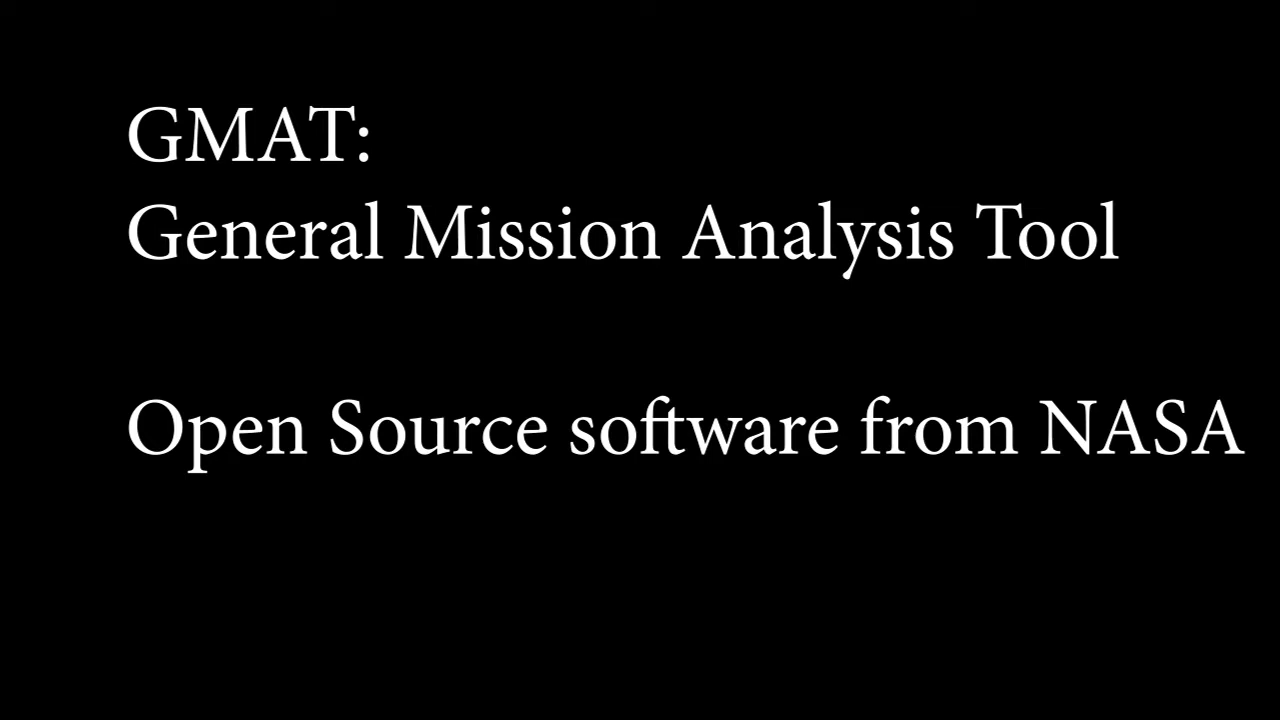 GMAT:
General Mission Analysis Tool
Open Source software from NASA